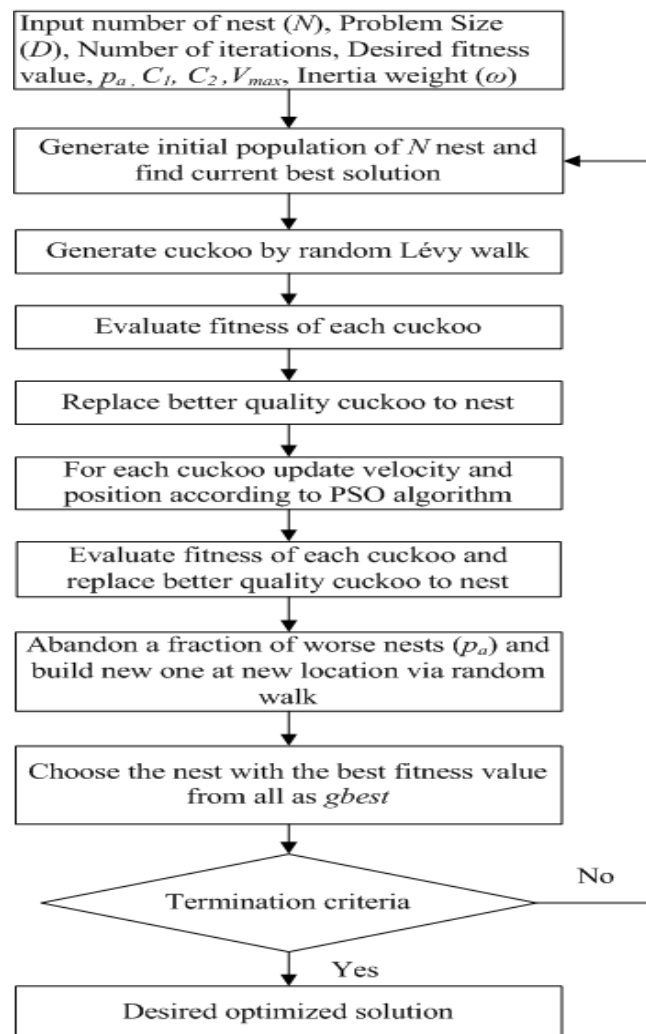 Input number of nest (N), Problem Size
(D), Number of iterations, Desired fitness
value, pₐ, C₁, C₂, Vₘₐₓ, Inertia weight (ω)
Generate initial population of N nest and
find current best solution
Generate cuckoo by random Lévy walk
Evaluate fitness of each cuckoo
Replace better quality cuckoo to nest
For each cuckoo update velocity and
position according to PSO algorithm
Evaluate fitness of each cuckoo and
replace better quality cuckoo to nest
Abandon a fraction of worse nests (pₐ) and
build new one at new location via random
walk
Choose the nest with the best fitness value
from all as gbest
No
Termination criteria
Yes
Desired optimized solution